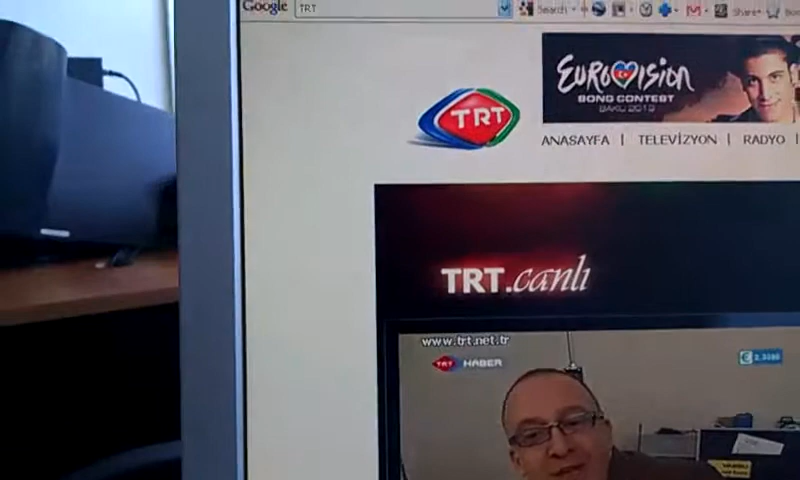 Google TRT Search Share
EUROVISION
SONG CONTEST
BAKU 2012
TRT
ANASAYFA | TELEVİZYON | RADYO |
TRT.canlı
www.trt.net.tr
TRT HABER